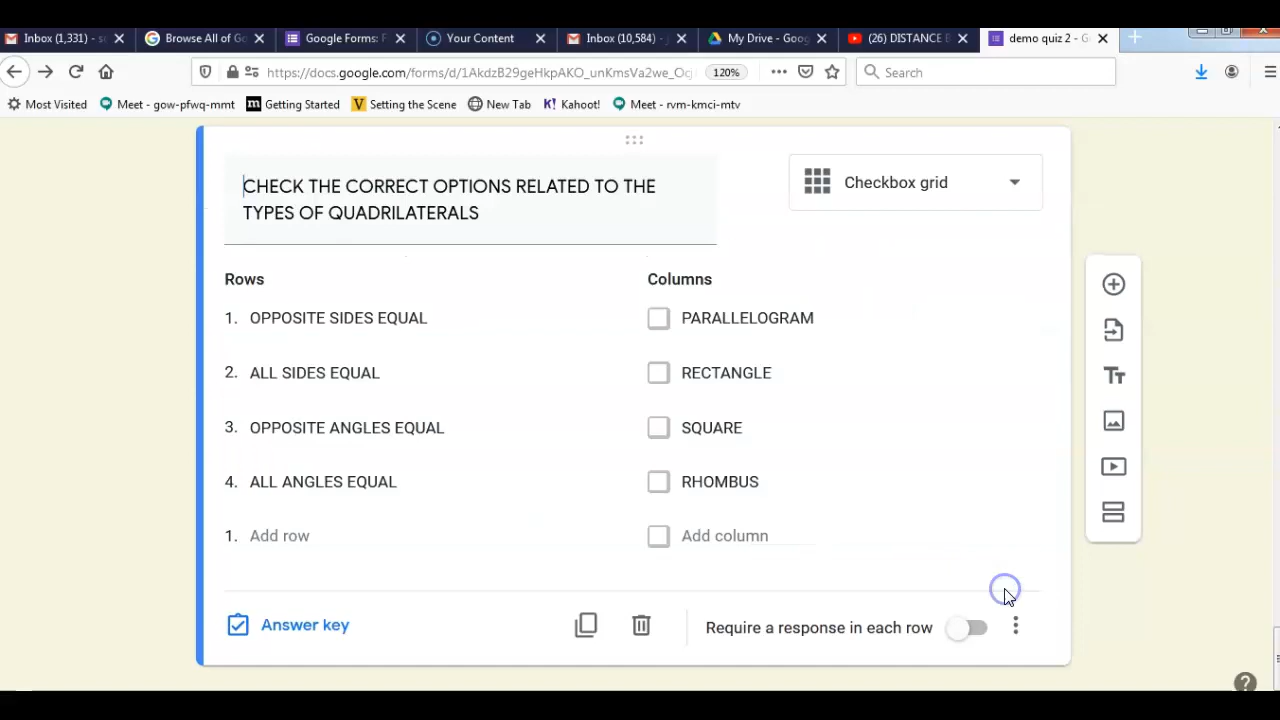 Inbox (1,331) - se
Browse All of Go
Google Forms: F
Your Content
Inbox (10,584) - j
My Drive - Goog
(26) DISTANCE B
demo quiz 2 - G
https://docs.google.com/forms/d/1AkdzB29geHkpAKO_unKmsVa2we_Oc
120%
Search
Most Visited
Meet - gow-pfwq-mmt
Getting Started
Setting the Scene
New Tab
Kahoot!
Meet - rvm-kmci-mtv
CHECK THE CORRECT OPTIONS RELATED TO THE
TYPES OF QUADRILATERALS
Checkbox grid
Rows
Columns
1. OPPOSITE SIDES EQUAL
PARALLELOGRAM
2. ALL SIDES EQUAL
RECTANGLE
3. OPPOSITE ANGLES EQUAL
SQUARE
4. ALL ANGLES EQUAL
RHOMBUS
1. Add row
Add column
Answer key
Require a response in each row